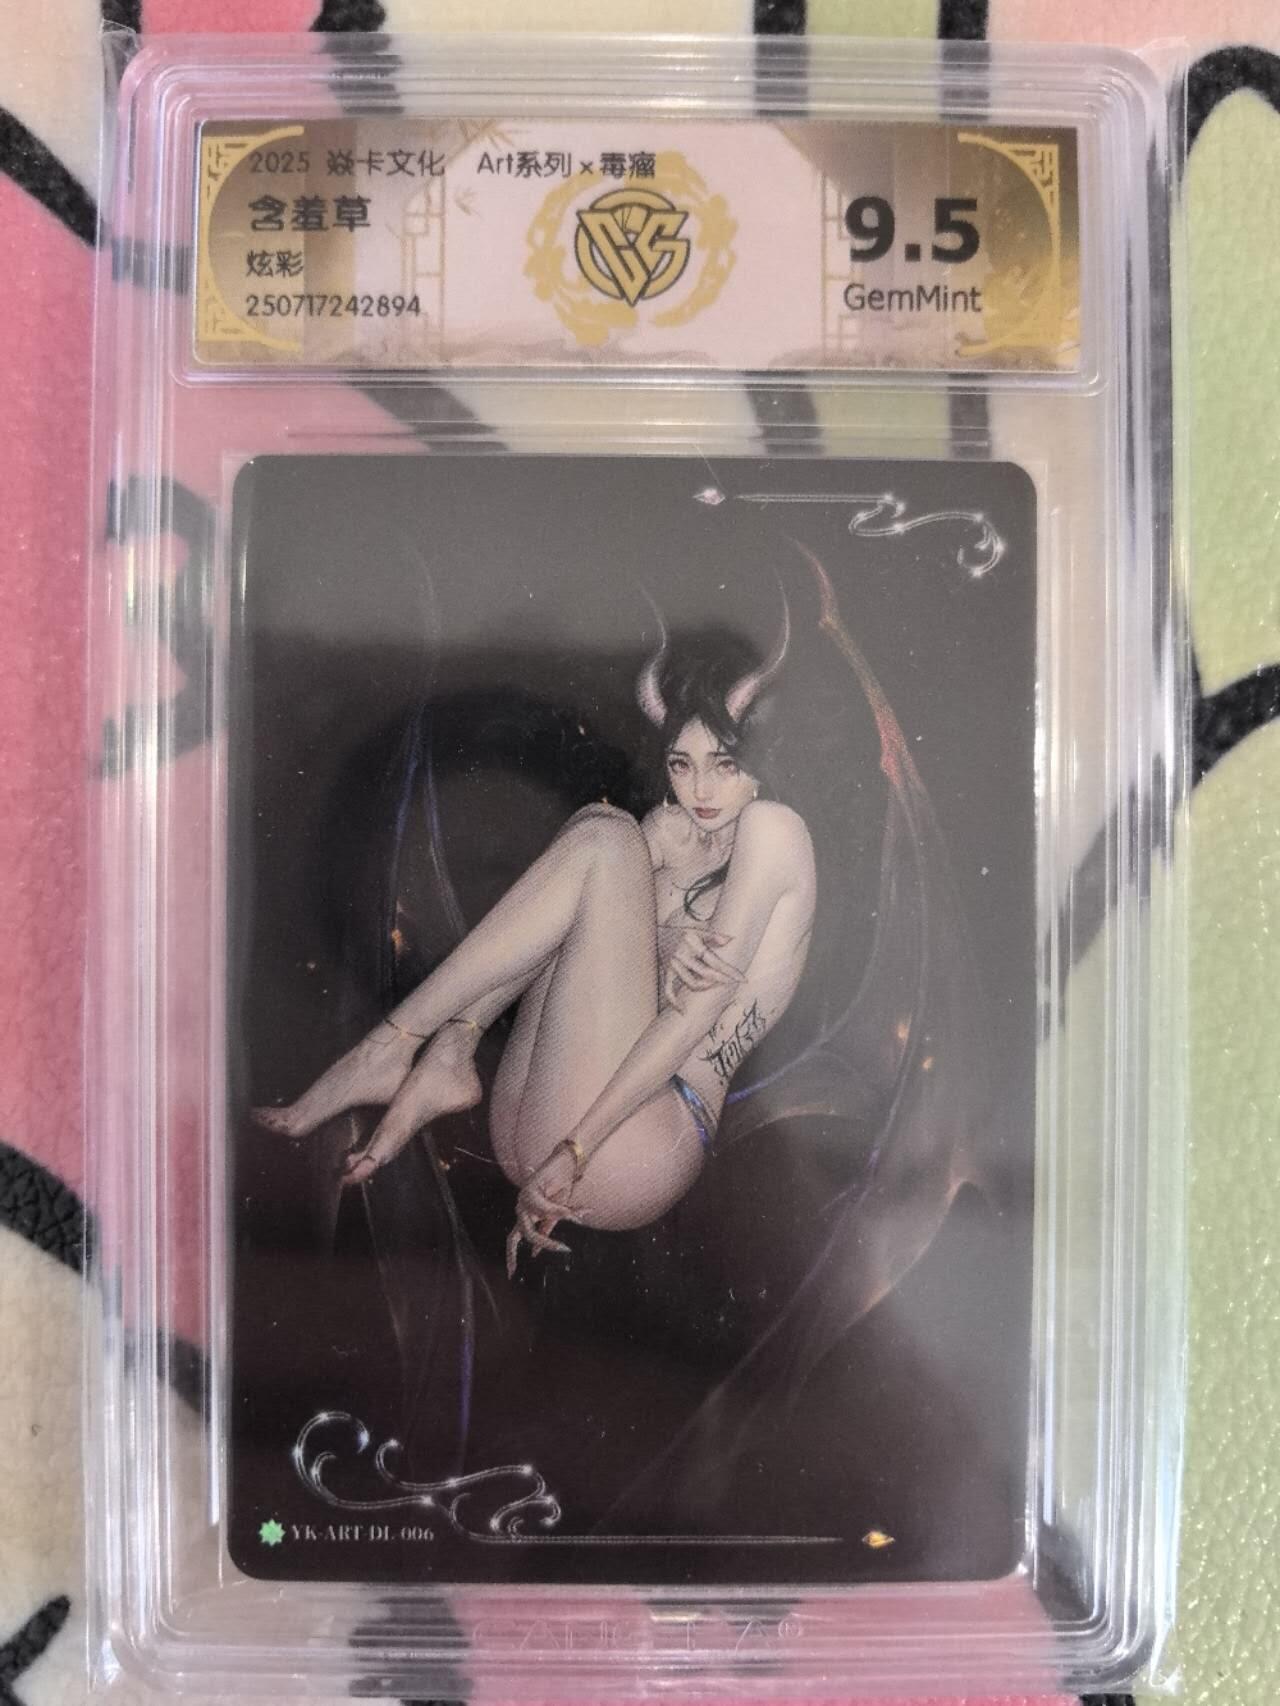 2025 焱卡文化 Art系列×毒瘤
含羞草
炫彩
250717242894
9.5
GemMint
YK-ART-DL-006